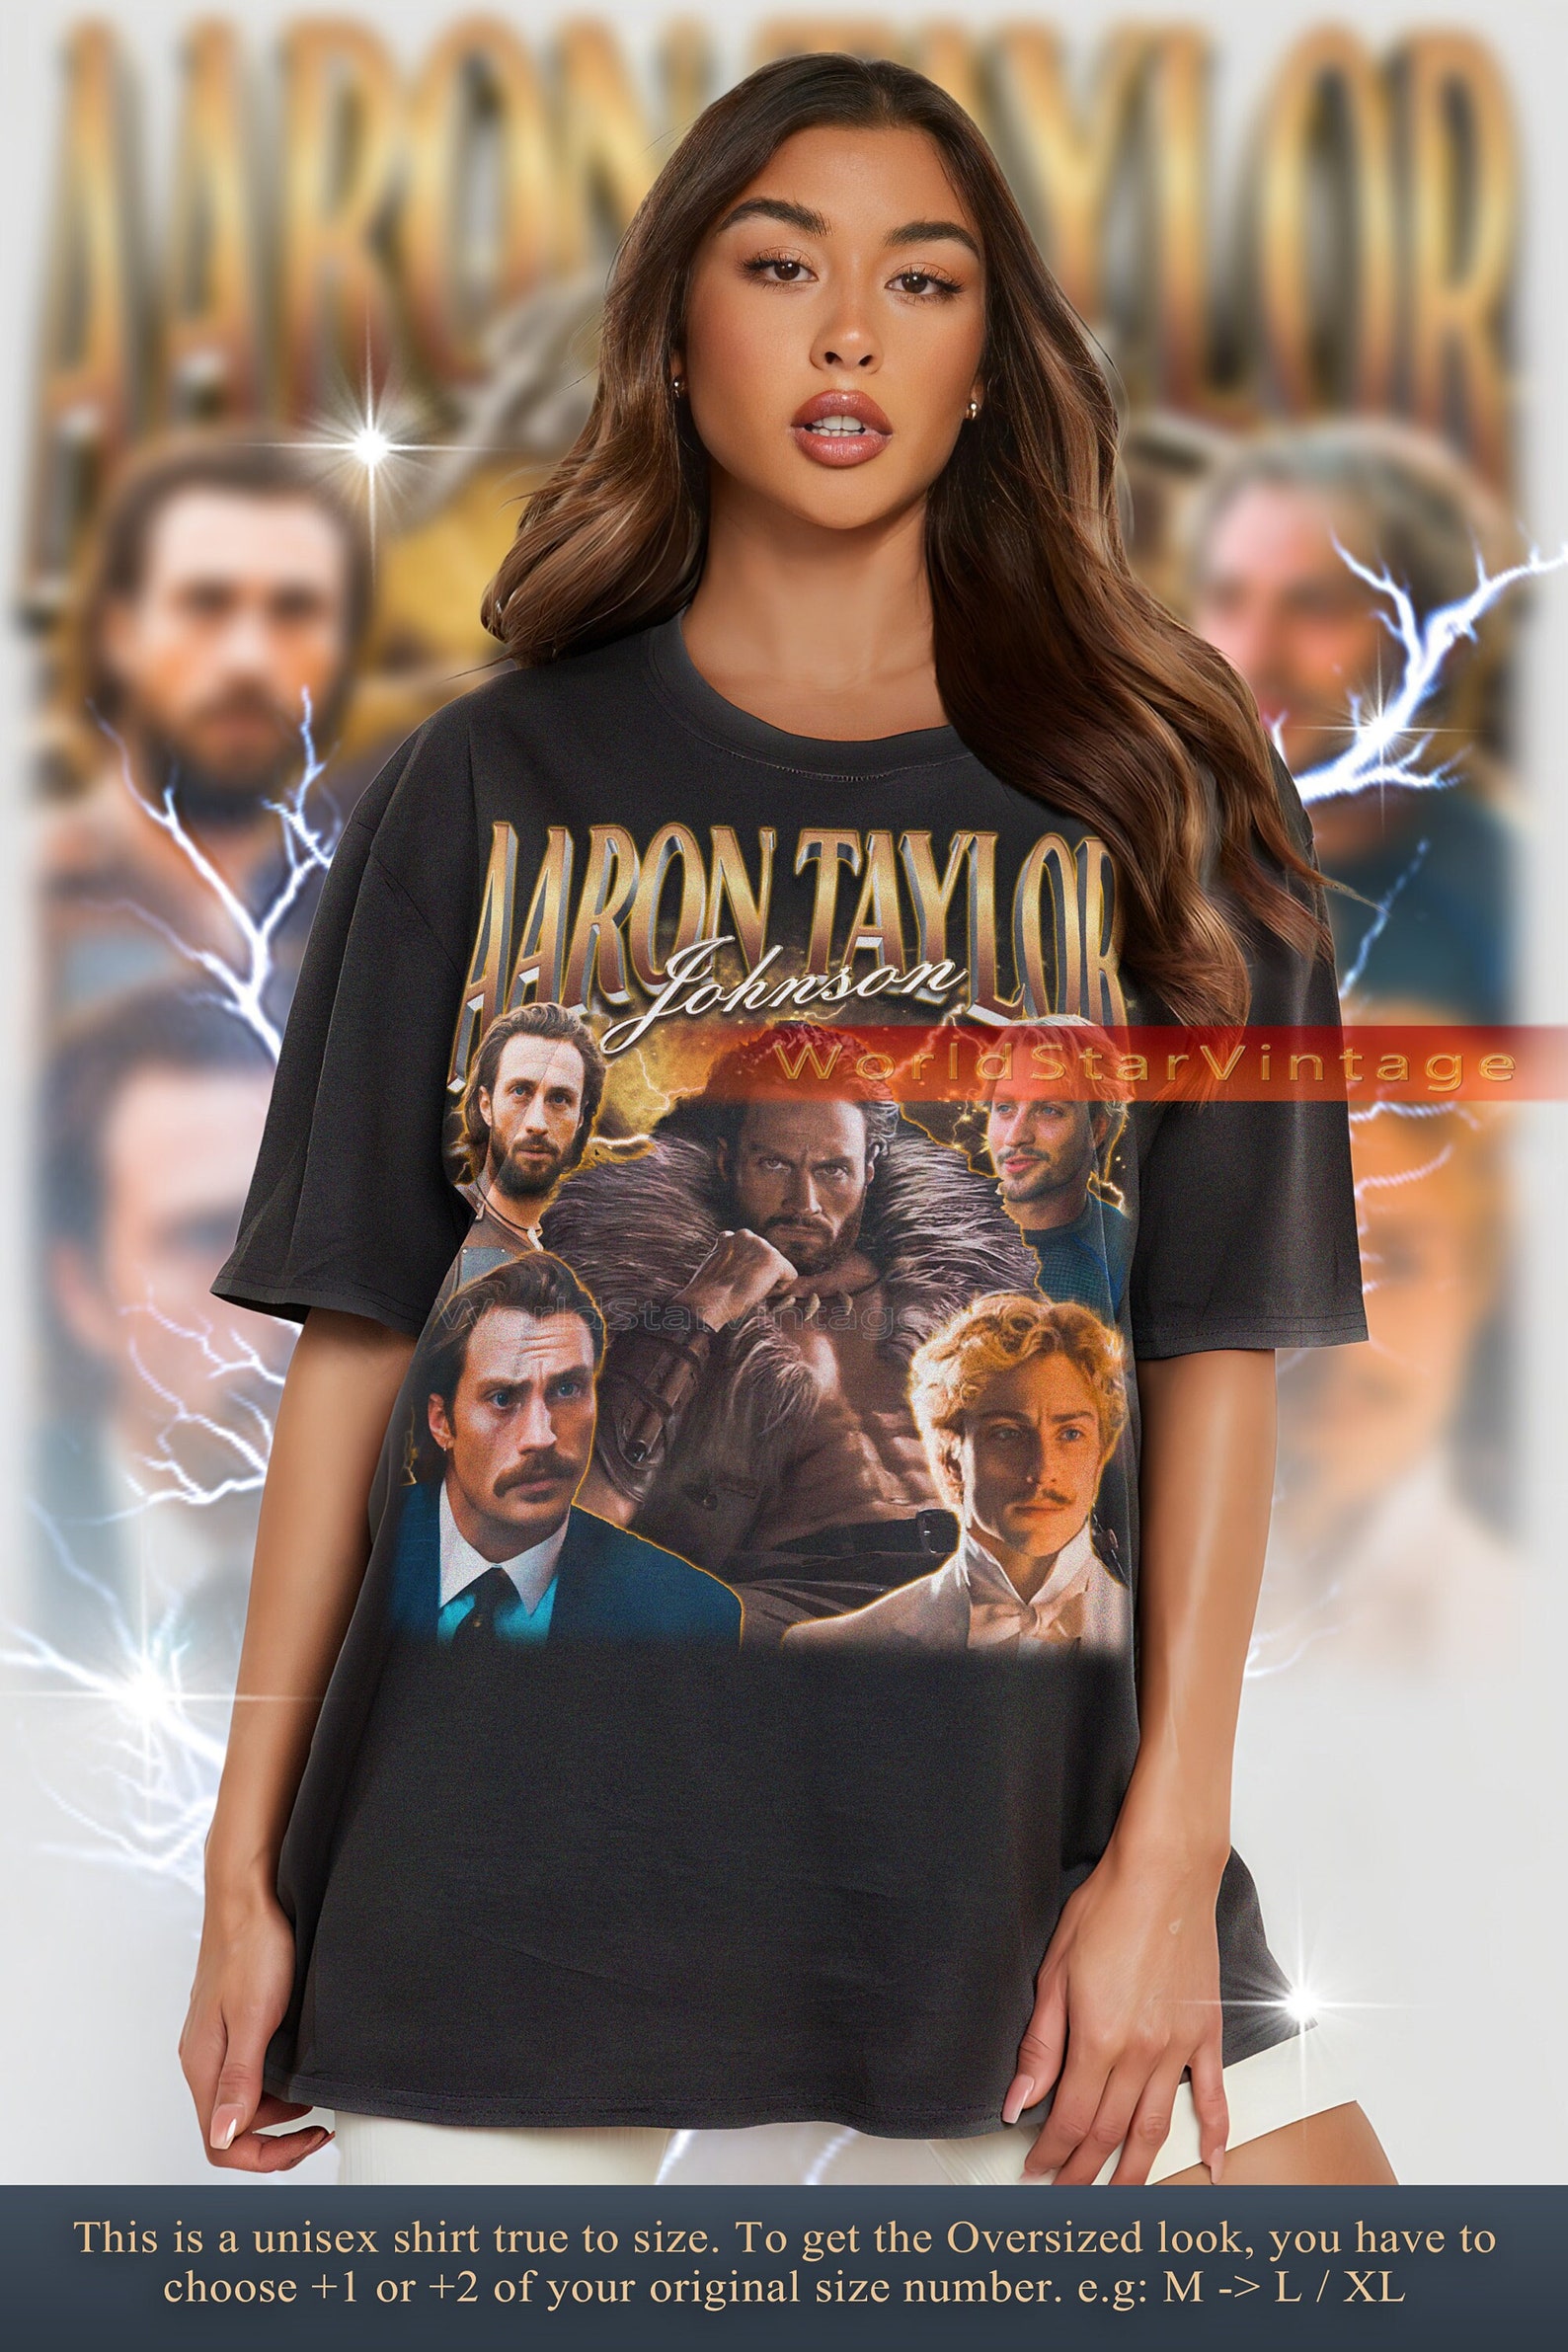 AARON TAYLOR
AARON TAYLOR
Johnson
WorldStarVintage
WorldStarVintage
This is a unisex shirt true to size. To get the Oversized look, you have to
choose +1 or +2 of your original size number. e.g: M -> L / XL